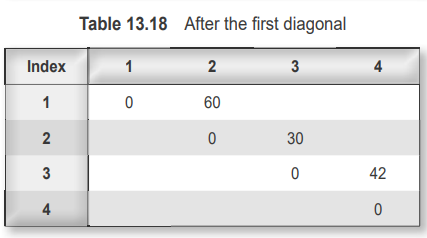 Table 13.18 After the first diagonal
Index 1 2 3 4
1 0 60
2 0 30
3 0 42
4 0